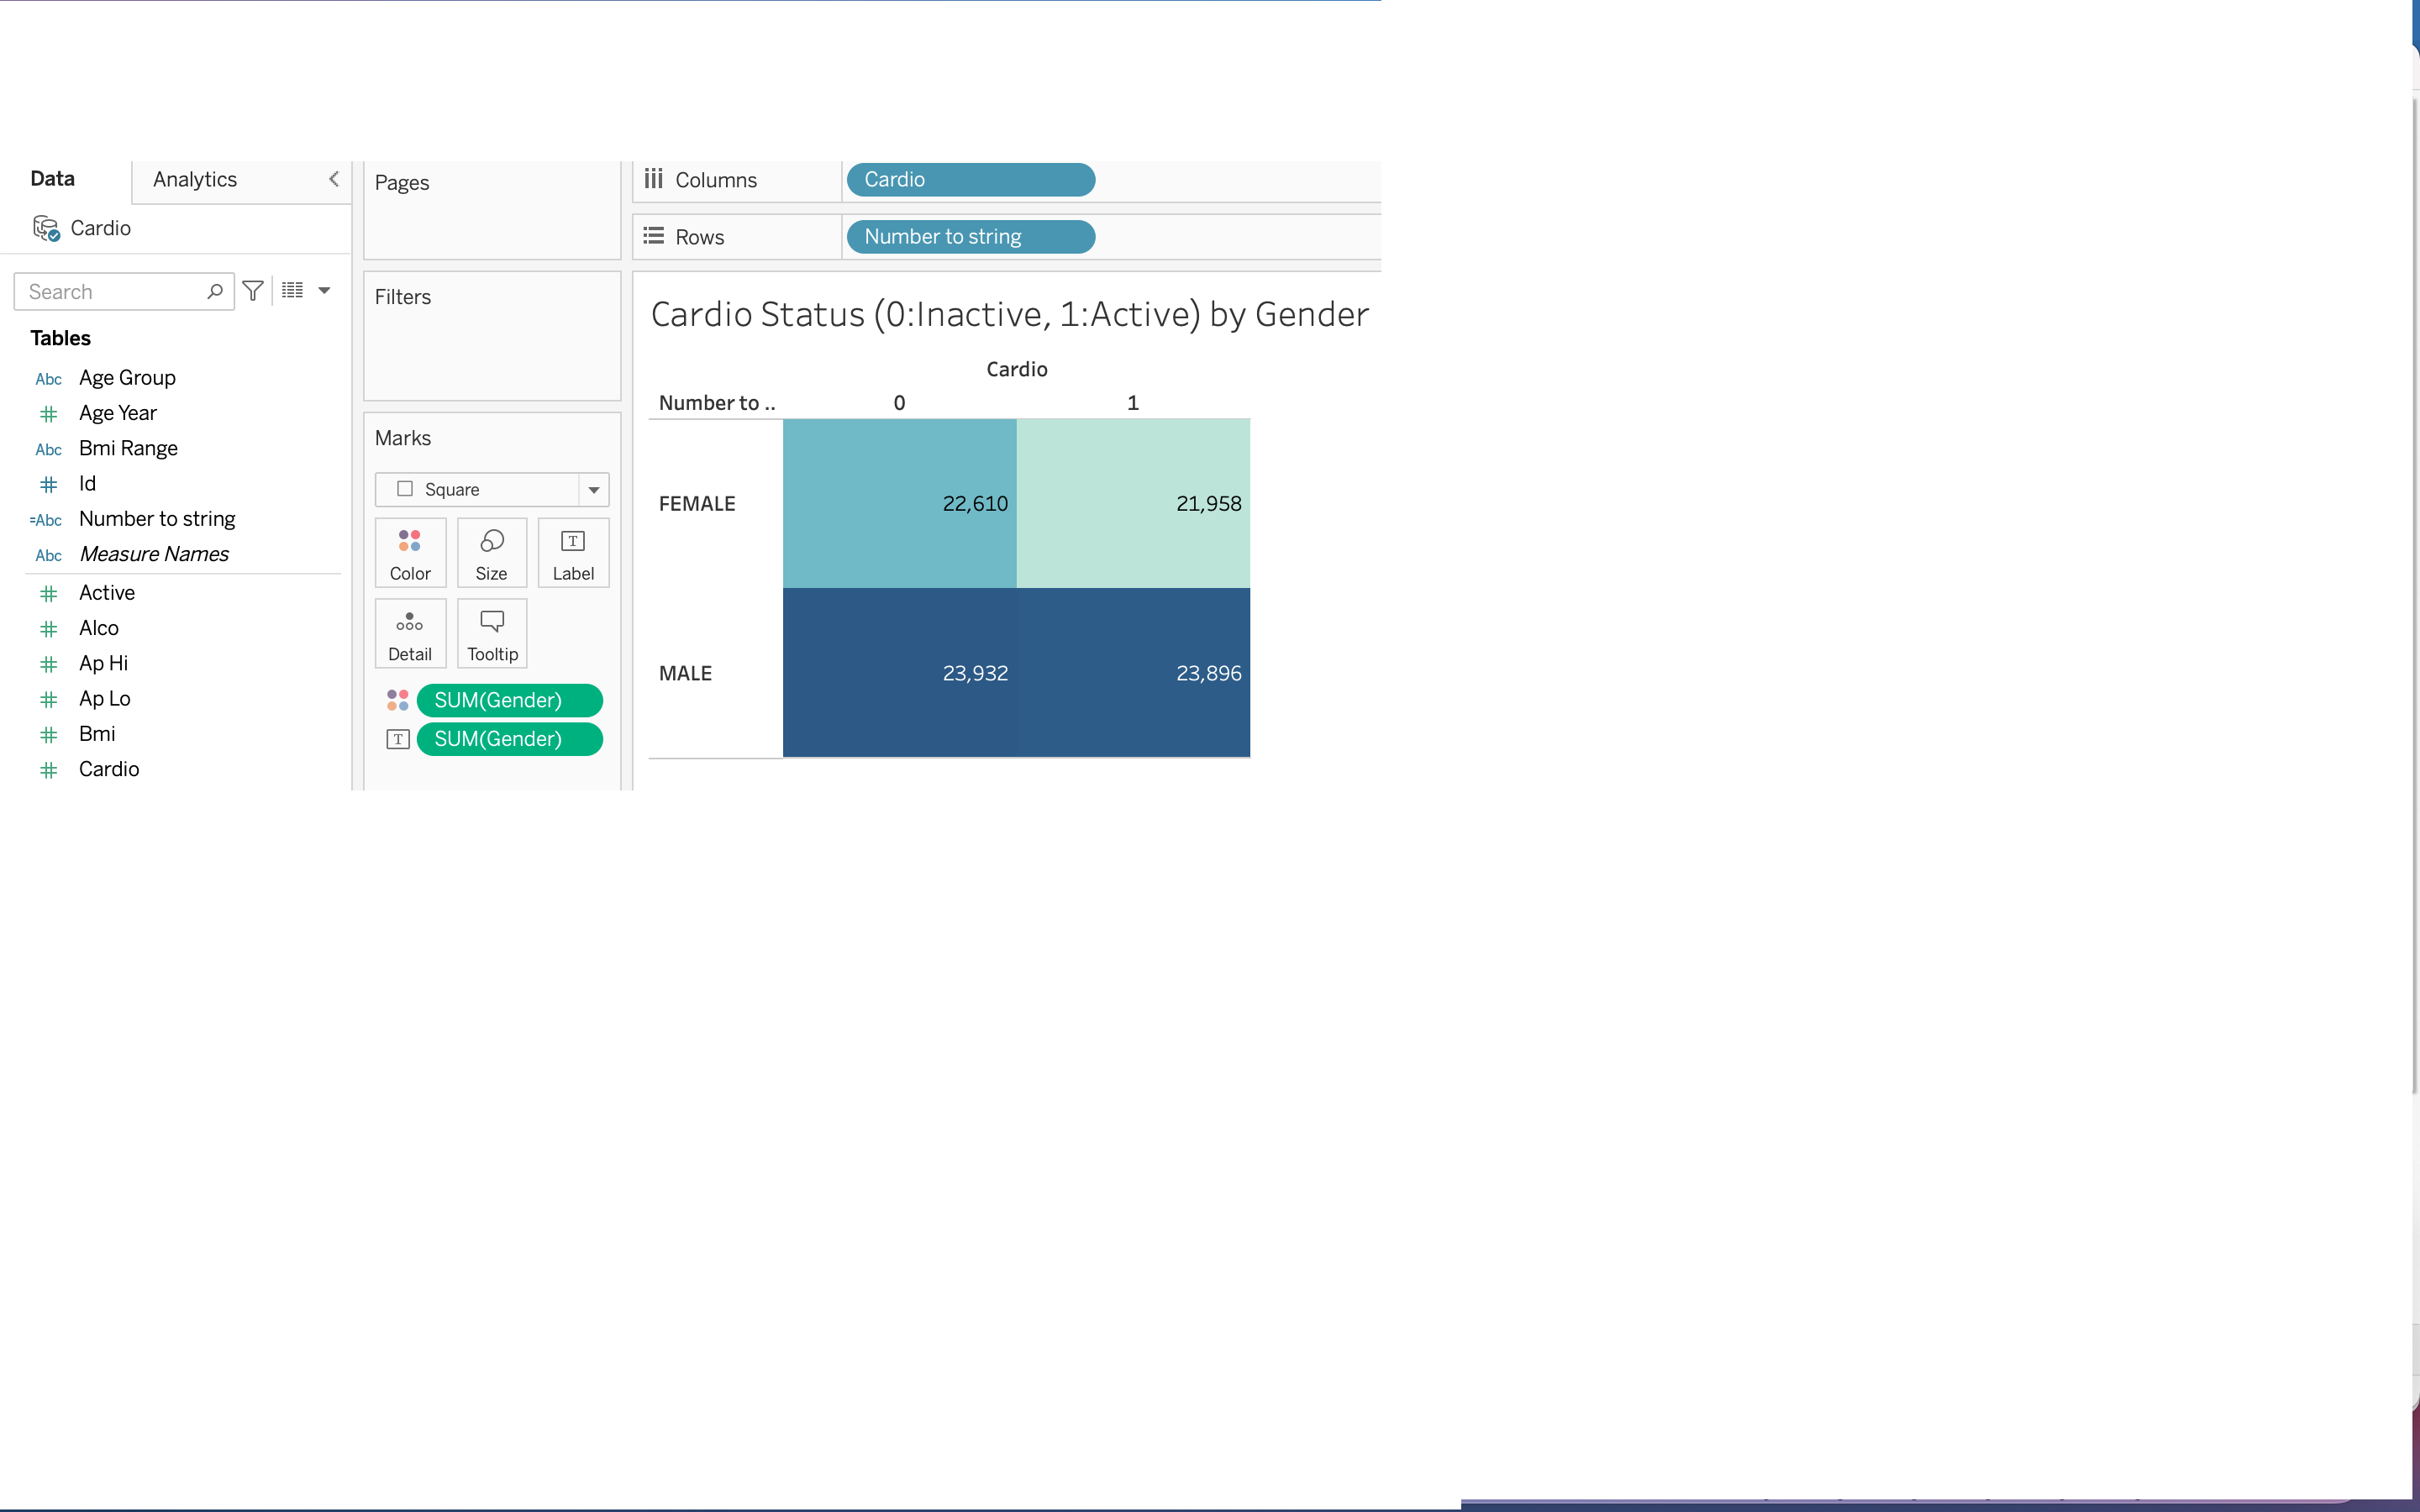 Data
Analytics
Cardio
Search
Tables
Abc Age Group
Age Year
Abc Bmi Range
Id
=Abc Number to string
Abc Measure Names
Active
Alco
Ap Hi
Ap Lo
Bmi
Cardio
Pages
Filters
Marks
Square
Color Size Label
Detail Tooltip
SUM(Gender)
T SUM(Gender)
Columns Cardio
Rows Number to string
Cardio Status (0:Inactive, 1:Active) by Gender
Cardio
Number to .. 0 1
FEMALE 22,610 21,958
MALE 23,932 23,896